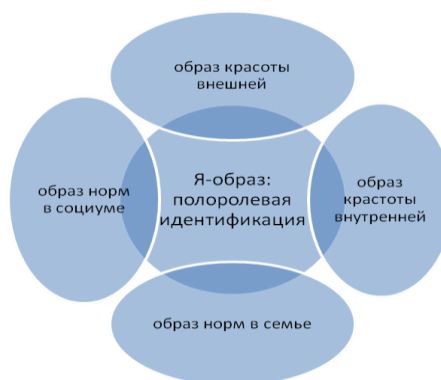 образ красоты
внешней
образ норм
в социуме
Я-образ:
полоролевая
идентификация
образ
крастоты
внутренней
образ норм в семье